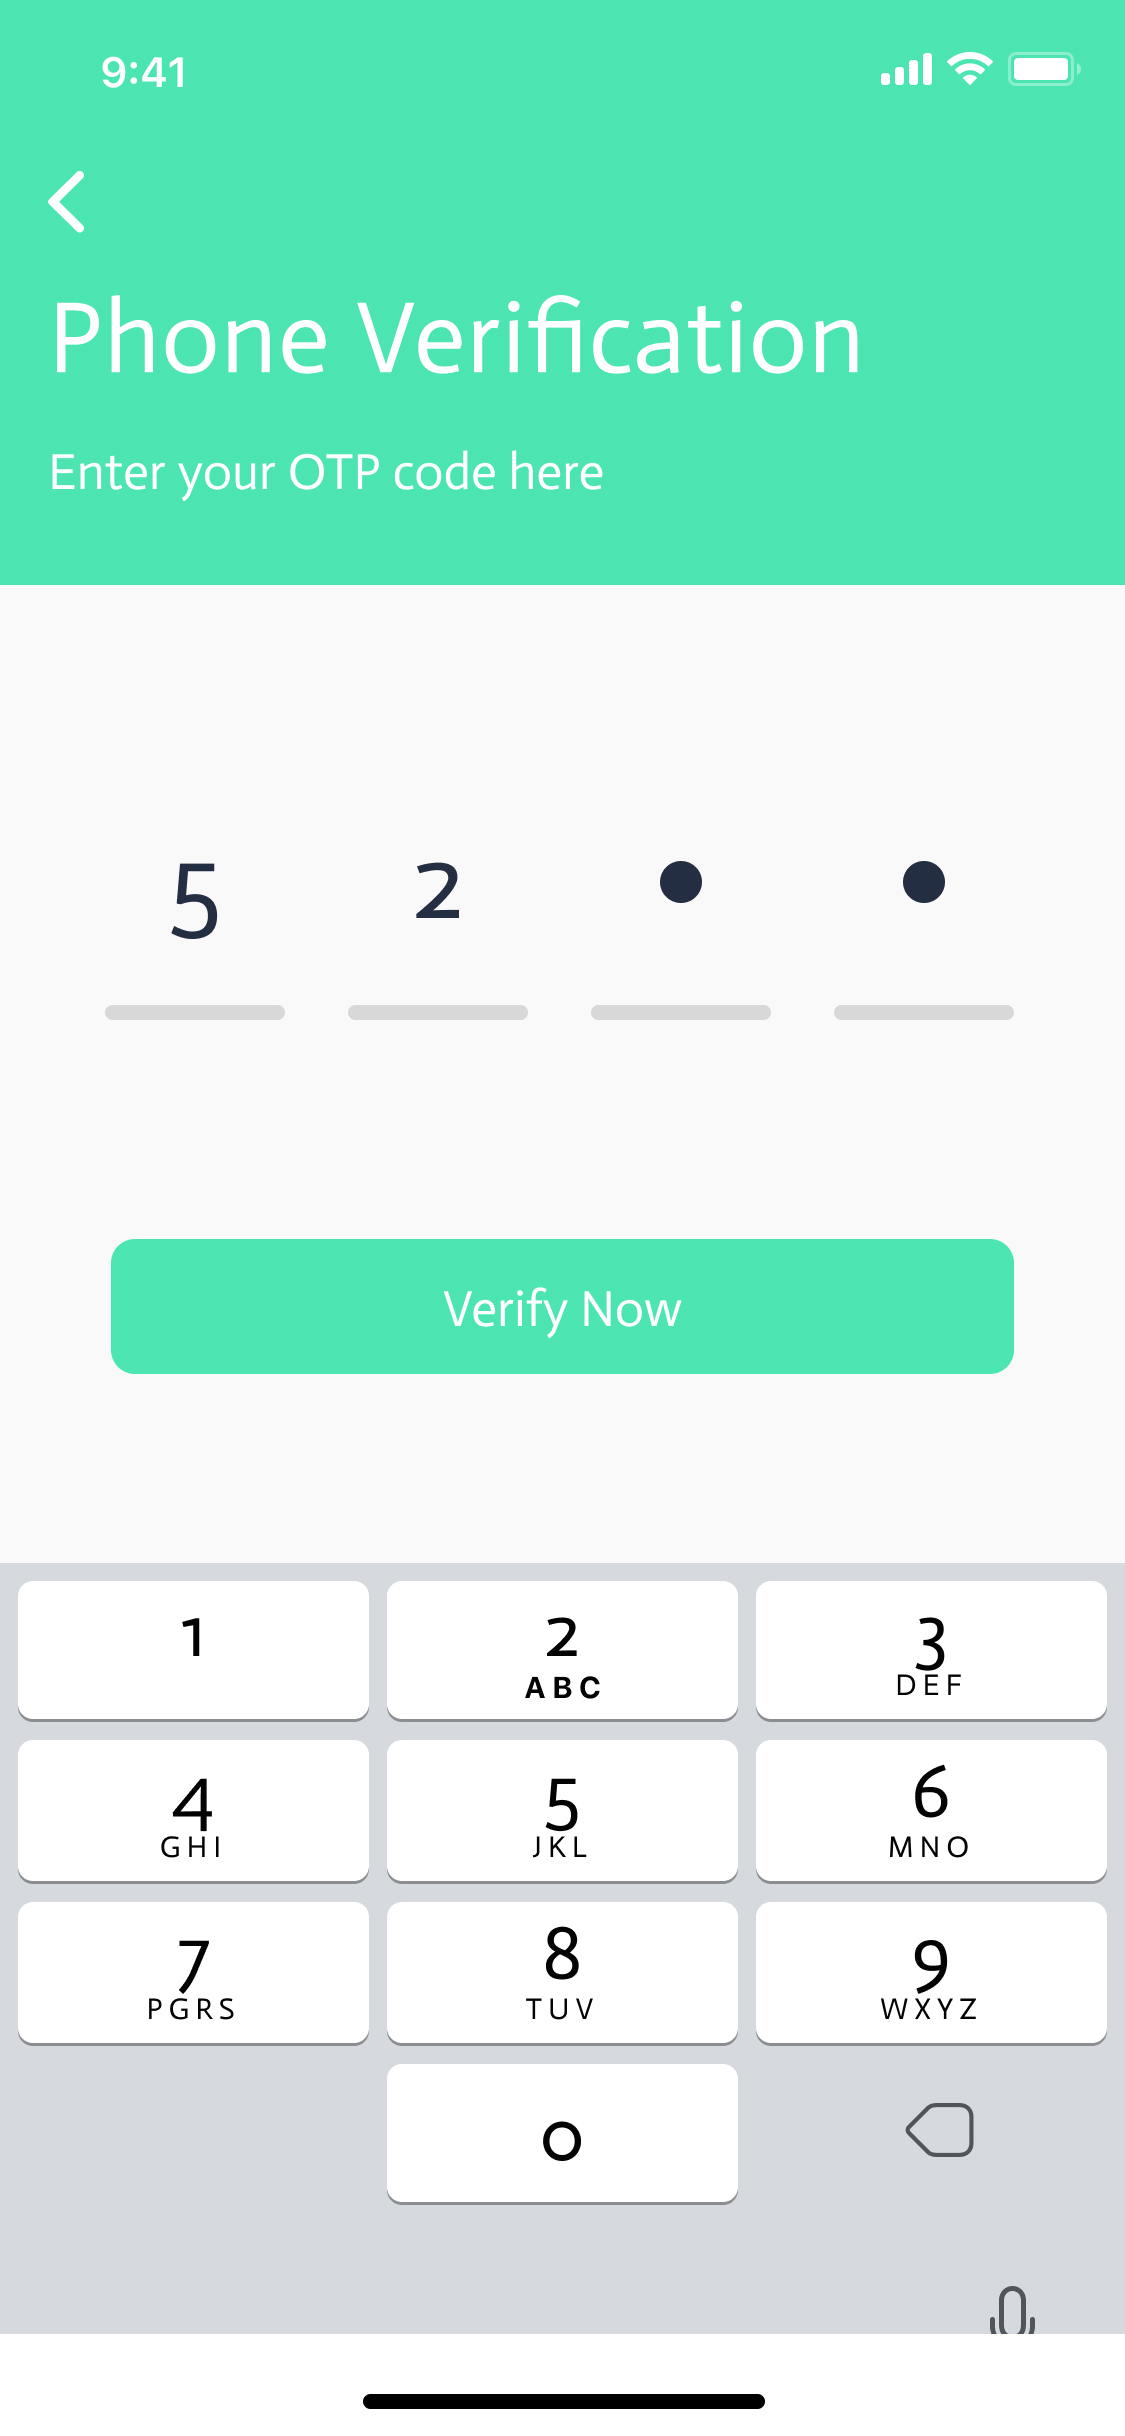 9:41
Phone Verification
Enter your OTP code here
5 2
Verify Now
1 2 3
ABC DEF
4 5 6
GHI JKL MNO
7 8 9
PGRS TUV WXYZ
0